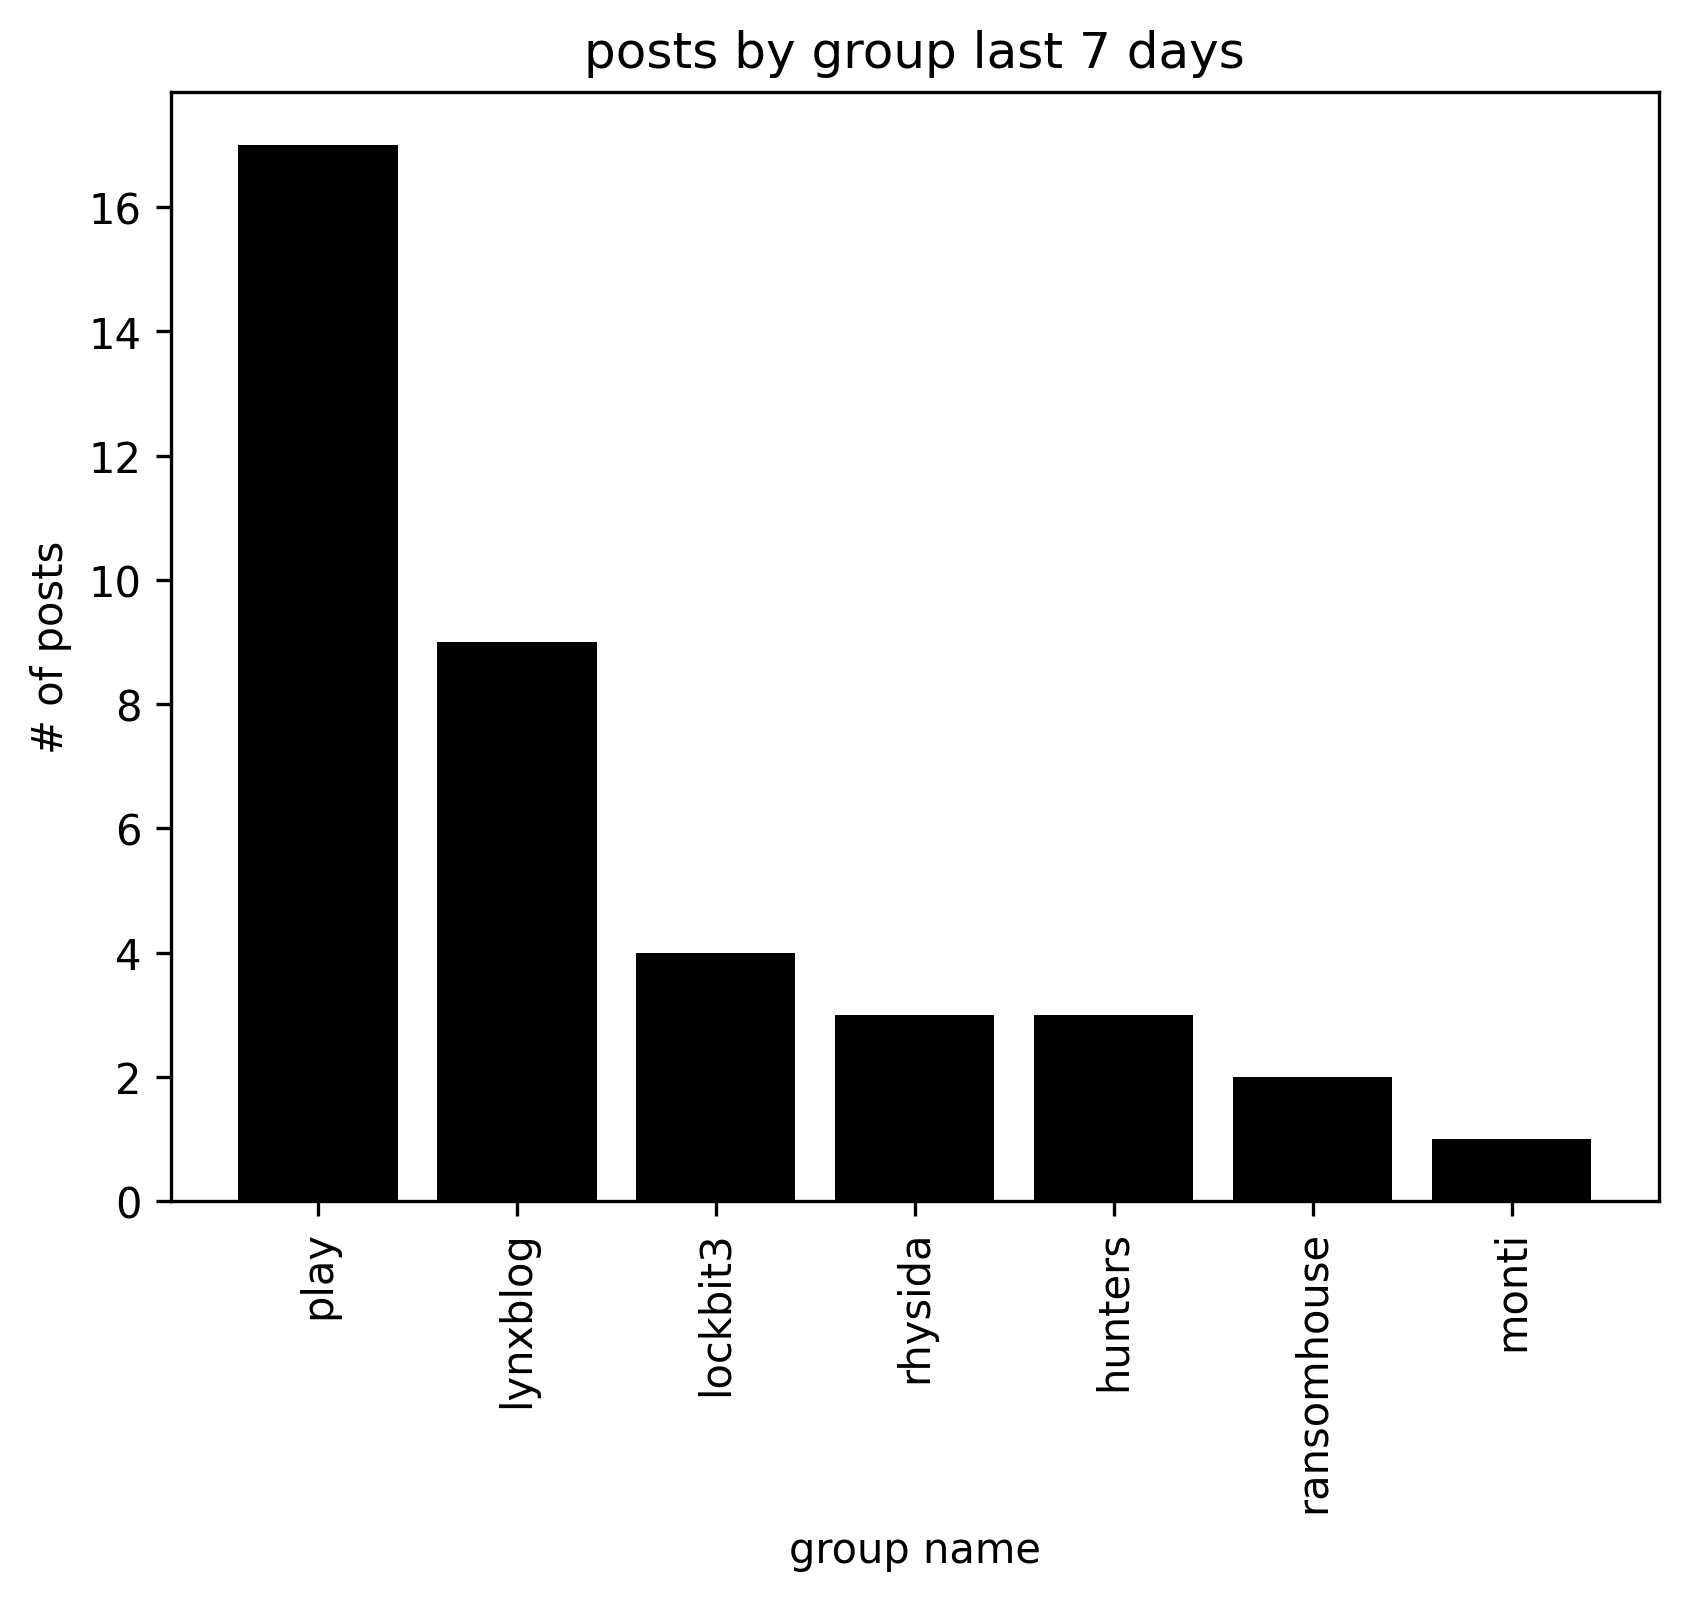 posts by group last 7 days
# of posts
16
14
12
10
8
6
4
2
0
play
lynxblog
lockbit3
rhysida
hunters
ransomhouse
monti
group name